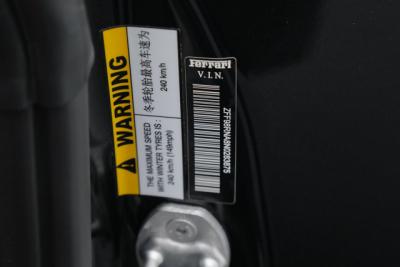 WARNING
冬季轮胎最高车速为
240 km/h
THE MAXIMUM SPEED
WITH WINTER TYRES IS :
240 km/h (149mph)
Ferrari
V.I.N.